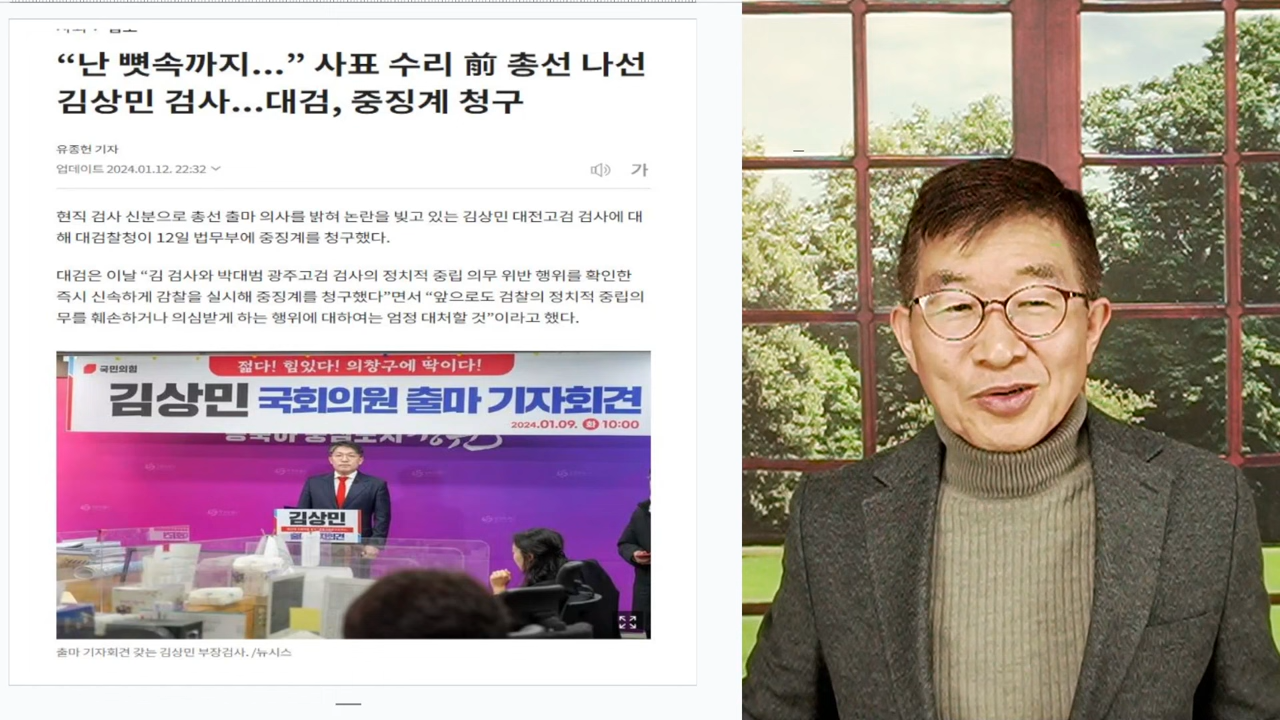 “난 뼛속까지...” 사표 수리 前 총선 나선
김상민 검사...대검, 중징계 청구
유종헌 기자
업데이트 2024.01.12. 22:32
가
현직 검사 신분으로 총선 출마 의사를 밝혀 논란을 빚고 있는 김상민 대전고검 검사에 대
해 대검찰청이 12일 법무부에 중징계를 청구했다.
대검은 이날 “김 검사와 박대범 광주고검 검사의 정치적 중립 의무 위반 행위를 확인한
즉시 신속하게 감찰을 실시해 중징계를 청구했다”면서 “앞으로도 검찰의 정치적 중립의
무를 훼손하거나 의심받게 하는 행위에 대하여는 엄정 대처할 것”이라고 했다.
국민의힘
젊다! 힘있다! 의창구에 딱이다!
김상민 국회의원 출마 기자회견
2024.01.09. 화 10:00
김상민
출마 기자회견 갖는 김상민 부장검사. /뉴시스